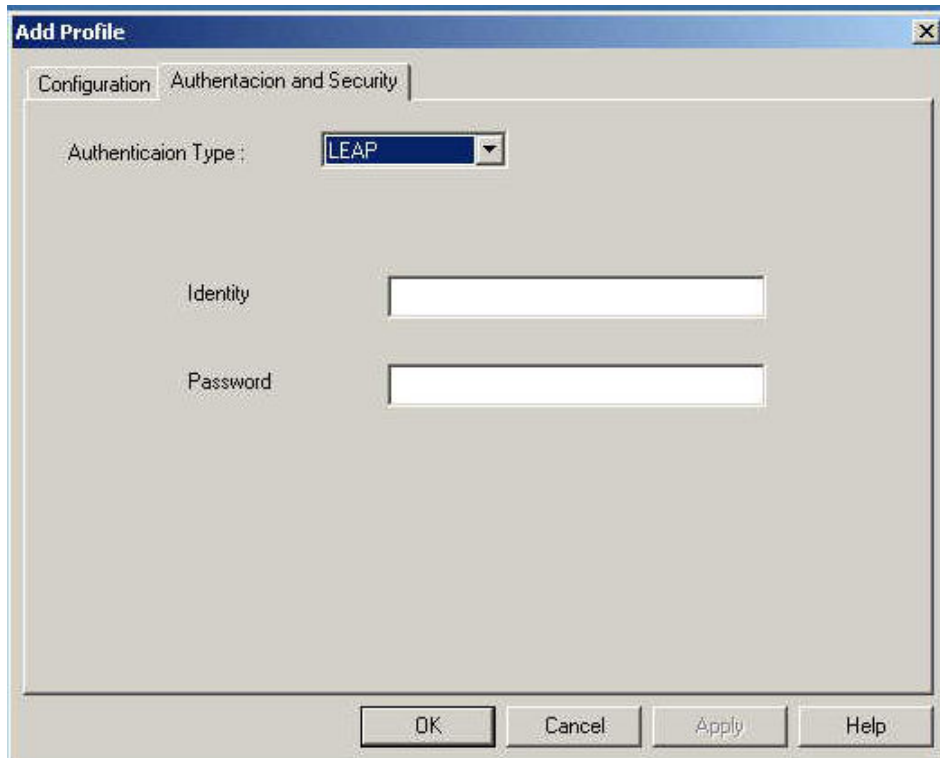 Add Profile
Configuration
Authentacion and Security
Authenticaion Type :
LEAP
Identity
Password
OK
Cancel
Apply
Help